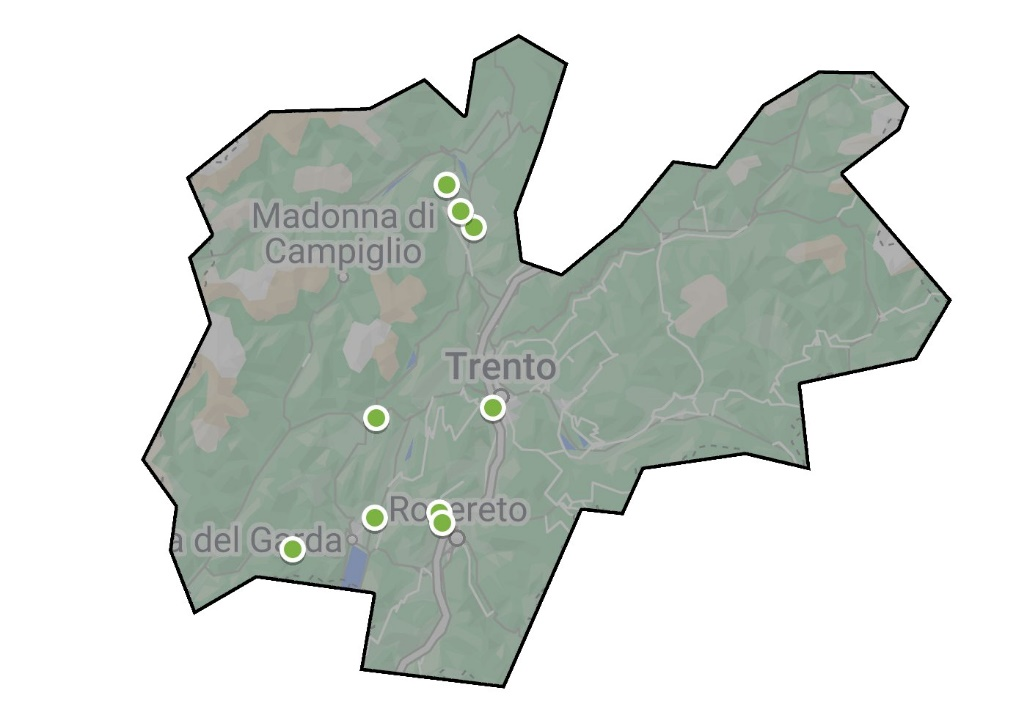 Madonna di
Campiglio
Trento
Rovereto
a del Garda